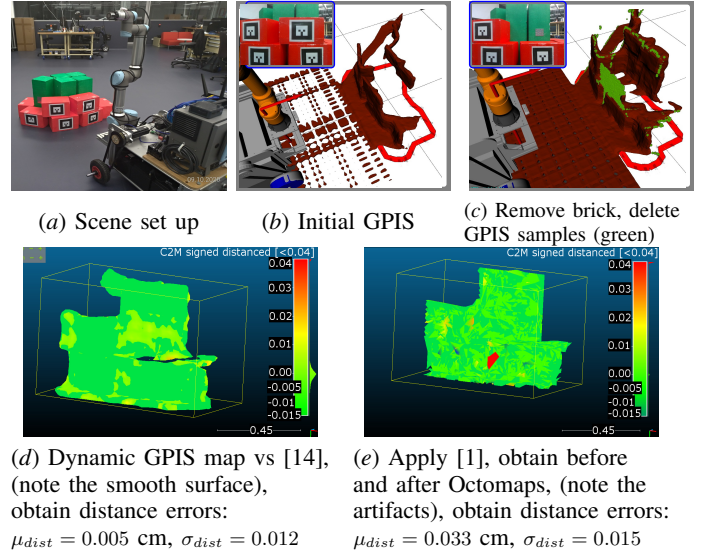 09.10.2020
(a) Scene set up
(b) Initial GPIS
(c) Remove brick, delete
GPIS samples (green)
C2M signed distanced [<0.04]
0.04
0.03
0.02
0.01
0.00
-0.005
-0.01
-0.015
0.45
C2M signed distanced [<0.04]
0.04
0.03
0.02
0.01
0.00
-0.005
-0.01
-0.015
0.45
(d) Dynamic GPIS map vs [14],
(note the smooth surface),
obtain distance errors:
μdist = 0.005 cm, σdist = 0.012
(e) Apply [1], obtain before
and after Octomaps, (note the
artifacts), obtain distance errors:
μdist = 0.033 cm, σdist = 0.015